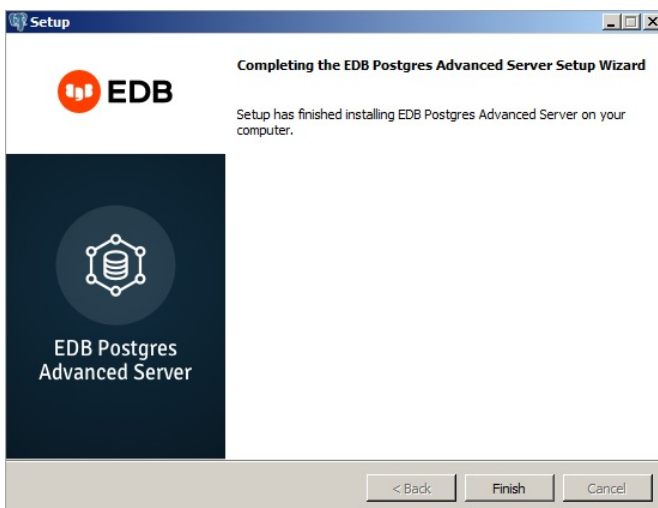 Setup
EDB
Completing the EDB Postgres Advanced Server Setup Wizard
Setup has finished installing EDB Postgres Advanced Server on your
computer.
EDB Postgres
Advanced Server
< Back
Finish
Cancel